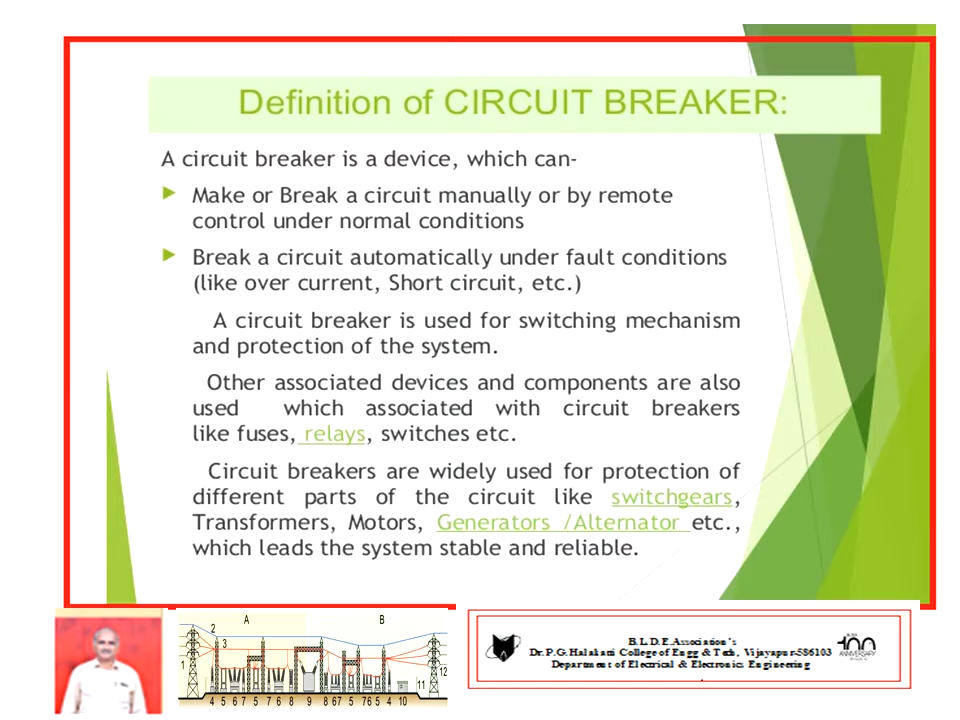 Definition of CIRCUIT BREAKER:
A circuit breaker is a device, which can-
Make or Break a circuit manually or by remote
control under normal conditions
Break a circuit automatically under fault conditions
(like over current, Short circuit, etc.)
A circuit breaker is used for switching mechanism
and protection of the system.
Other associated devices and components are also
used which associated with circuit breakers
like fuses, relays, switches etc.
Circuit breakers are widely used for protection of
different parts of the circuit like switchgears,
Transformers, Motors, Generators /Alternator etc.,
which leads the system stable and reliable.
A B
2
3
1
12
11
4 5 6 7 5 7 6 8 9 8 67 5 76 5 4 10
B.L.D.E.Association's
Dr.P.G.Halakatti College of Engg & Tech, Vijayapur-586103
Department of Electrical & Electronics Engineering
100
ANNIVERSARY